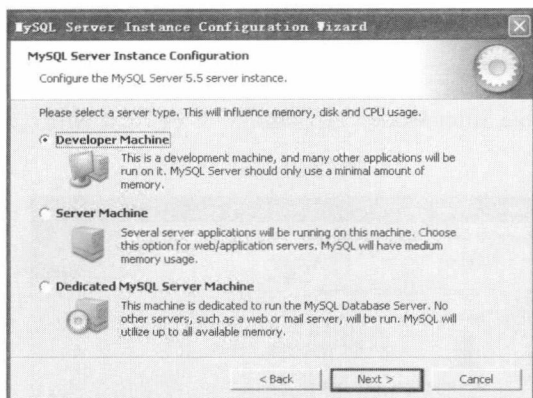 MySQL Server Instance Configuration Wizard
MySQL Server Instance Configuration
Configure the MySQL Server 5.5 server instance.
Please select a server type. This will influence memory, disk and CPU usage.
Developer Machine
This is a development machine, and many other applications will be
run on it. MySQL Server should only use a minimal amount of
memory.
Server Machine
Several server applications will be running on this machine. Choose
this option for web/application servers. MySQL will have medium
memory usage.
Dedicated MySQL Server Machine
This machine is dedicated to run the MySQL Database Server. No
other servers, such as a web or mail server, will be run. MySQL will
utilize up to all available memory.
< Back Next > Cancel